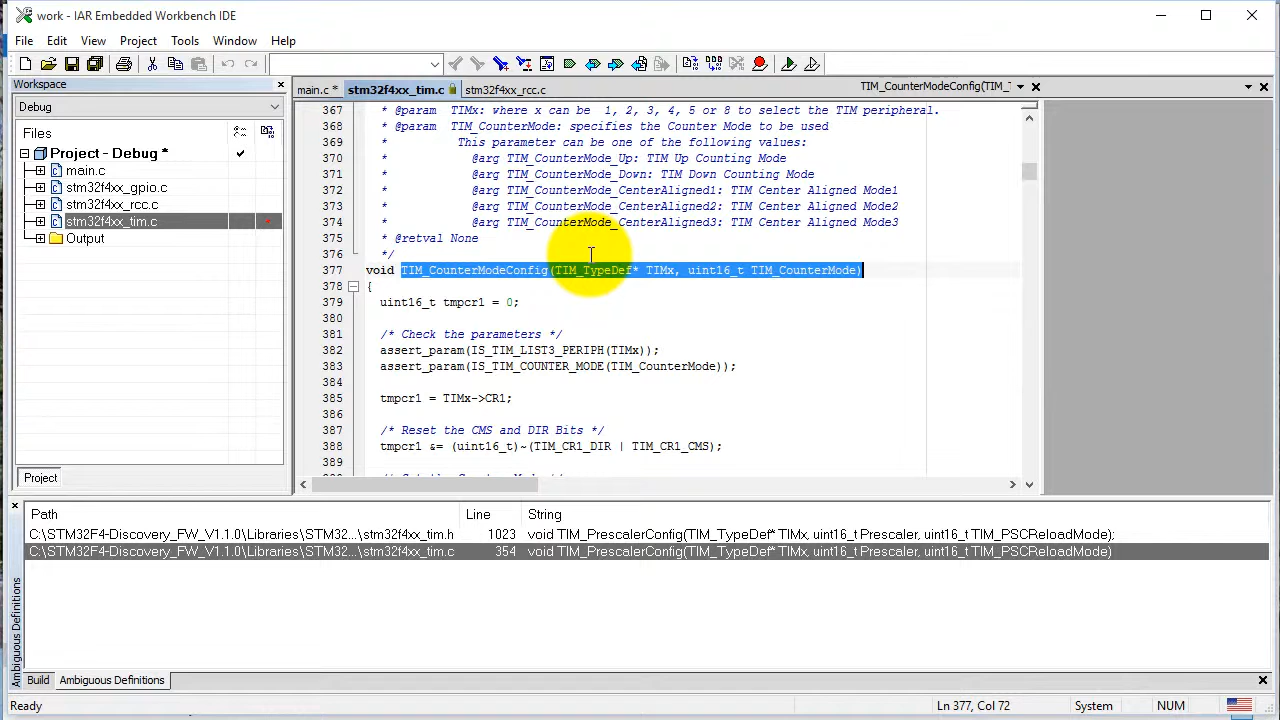 work - IAR Embedded Workbench IDE
File Edit View Project Tools Window Help
Workspace
main.c * stm32f4xx_tim.c stm32f4xx_rcc.c TIM_CounterModeConfig(TIM_
Debug
Files
Project - Debug *
main.c
stm32f4xx_gpio.c
stm32f4xx_rcc.c
stm32f4xx_tim.c
Output
Project
367 * @param TIMx: where x can be 1, 2, 3, 4, 5 or 8 to select the TIM peripheral.
368 * @param TIM_CounterMode: specifies the Counter Mode to be used
369 * This parameter can be one of the following values:
370 * @arg TIM_CounterMode_Up: TIM Up Counting Mode
371 * @arg TIM_CounterMode_Down: TIM Down Counting Mode
372 * @arg TIM_CounterMode_CenterAligned1: TIM Center Aligned Mode1
373 * @arg TIM_CounterMode_CenterAligned2: TIM Center Aligned Mode2
374 * @arg TIM_CounterMode_CenterAligned3: TIM Center Aligned Mode3
375 * @retval None
376 */
377 void TIM_CounterModeConfig(TIM_TypeDef* TIMx, uint16_t TIM_CounterMode)
378 {
379 uint16_t tmpcr1 = 0;
380
381 /* Check the parameters */
382 assert_param(IS_TIM_LIST3_PERIPH(TIMx));
383 assert_param(IS_TIM_COUNTER_MODE(TIM_CounterMode));
384
385 tmpcr1 = TIMx->CR1;
386
387 /* Reset the CMS and DIR Bits */
388 tmpcr1 &= (uint16_t)~(TIM_CR1_DIR | TIM_CR1_CMS);
389
Path Line String
C:\STM32F4-Discovery_FW_V1.1.0\Libraries\STM32...\stm32f4xx_tim.h 1023 void TIM_PrescalerConfig(TIM_TypeDef* TIMx, uint16_t Prescaler, uint16_t TIM_PSCReloadMode);
C:\STM32F4-Discovery_FW_V1.1.0\Libraries\STM32...\stm32f4xx_tim.c 354 void TIM_PrescalerConfig(TIM_TypeDef* TIMx, uint16_t Prescaler, uint16_t TIM_PSCReloadMode)
Ambiguous Definitions
Build Ambiguous Definitions
Ready Ln 377, Col 72 System NUM